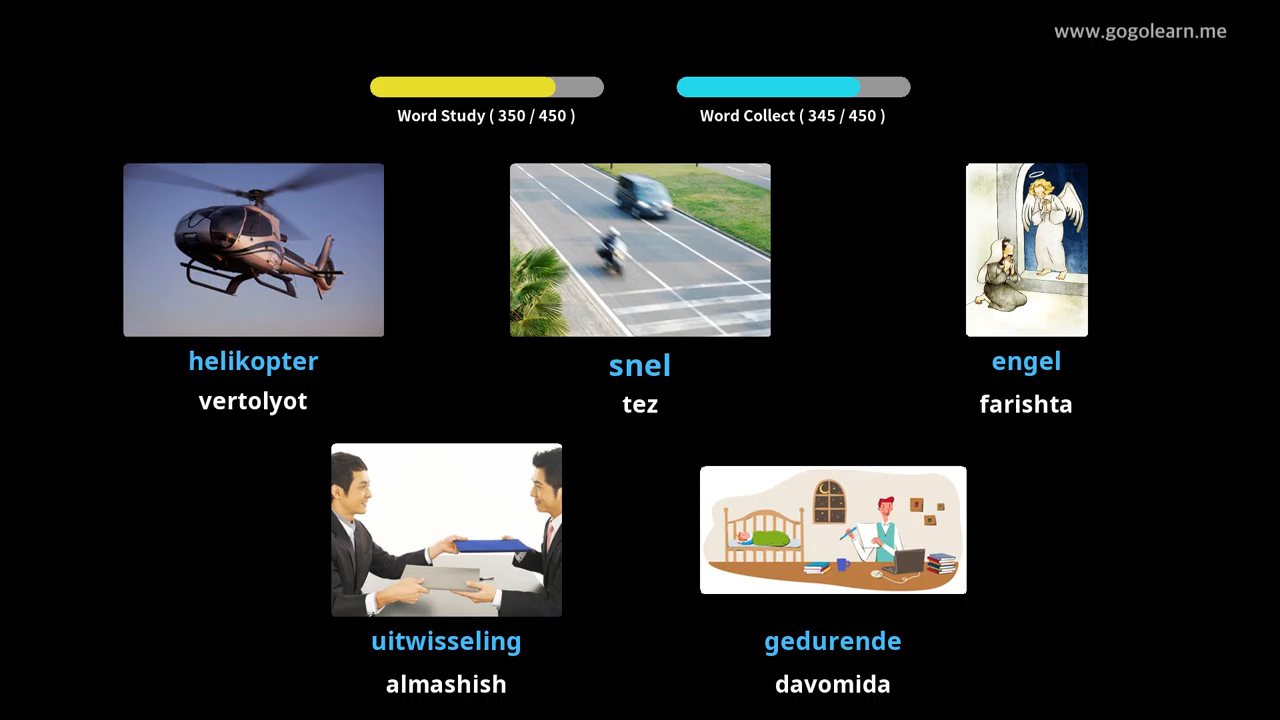 www.gogolearn.me
Word Study ( 350 / 450 )
Word Collect ( 345 / 450 )
helikopter
vertolyot
snel
tez
engel
farishta
uitwisseling
almashish
gedurende
davomida